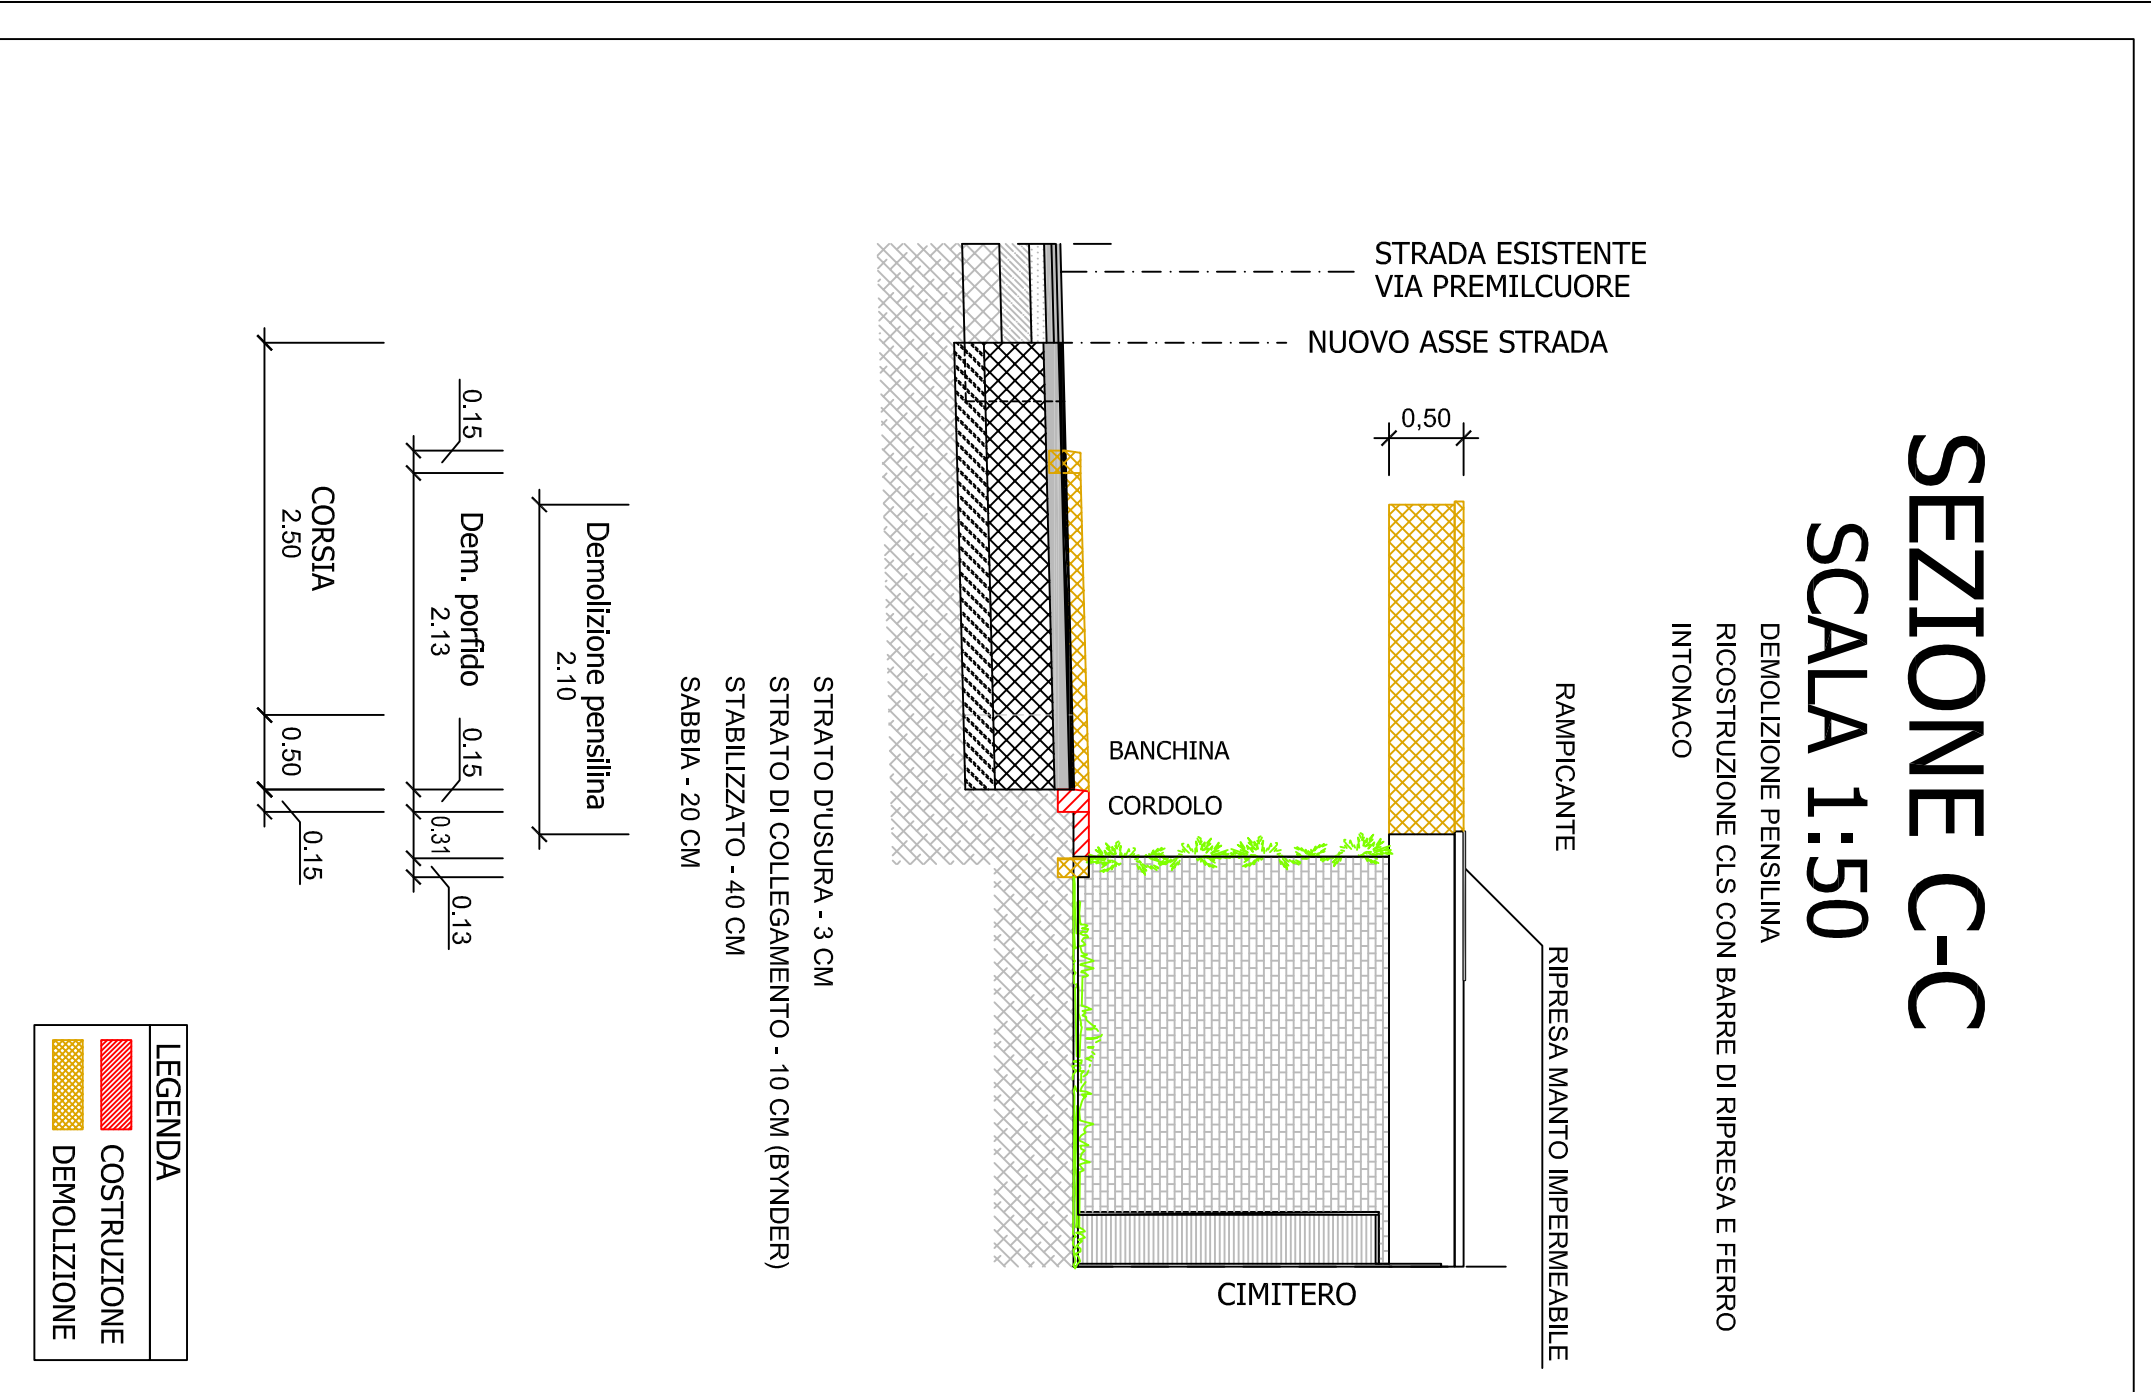 SEZIONE C-C
SCALA 1:50
DEMOLIZIONE PENSILINA
RICOSTRUZIONE CLS CON BARRE DI RIPRESA E FERRO
INTONACO
RAMPICANTE
RIPRESA MANTO IMPERMEABILE
STRADA ESISTENTE
VIA PREMILCUORE
NUOVO ASSE STRADA
0,50
BANCHINA
CORDOLO
CIMITERO
STRATO D'USURA - 3 CM
STRATO DI COLLEGAMENTO - 10 CM (BYNDER)
STABILIZZATO - 40 CM
SABBIA - 20 CM
Demolizione pensilina
2.10
0.15
Dem. porfido
2.13
0.15
0.31
0.13
CORSIA
2.50
0.50
0.15
LEGENDA
COSTRUZIONE
DEMOLIZIONE